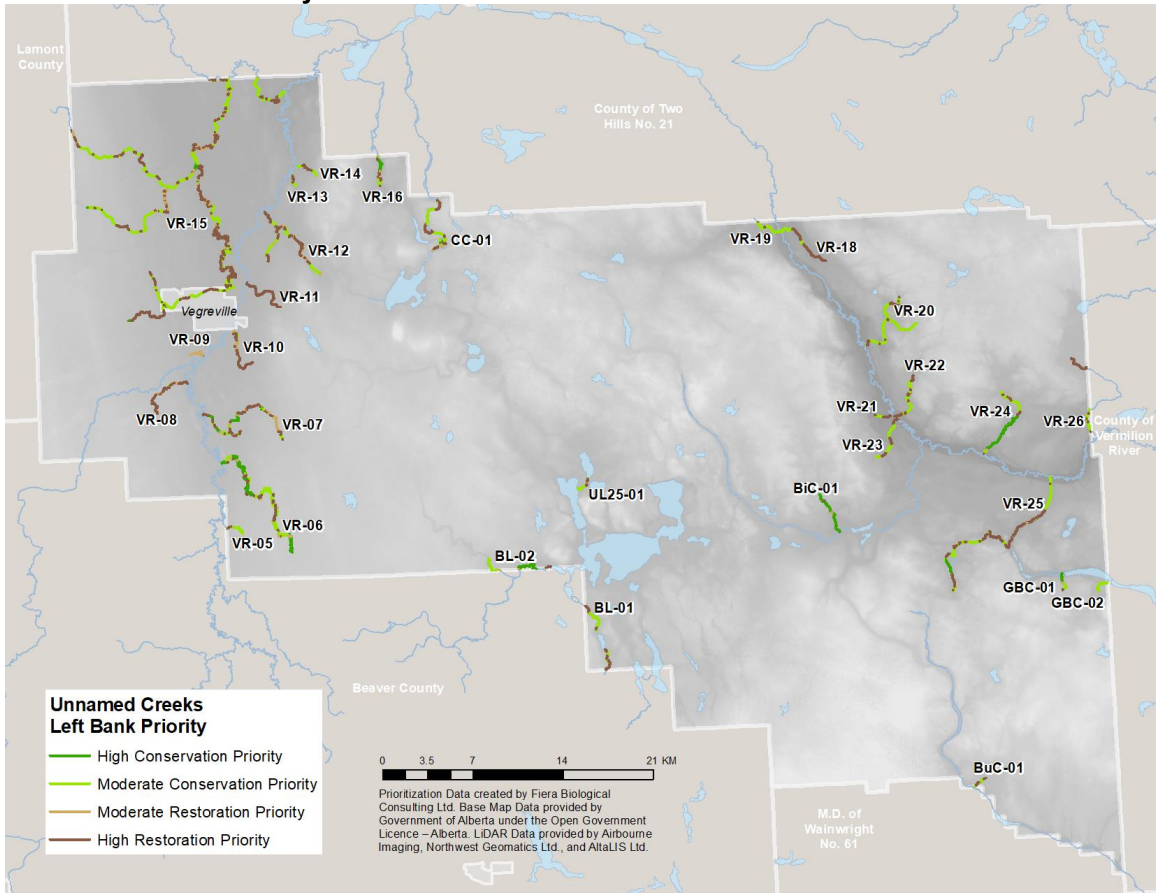 Lamont
County
County of Two
Hills No. 21
VR-14
VR-13
VR-16
VR-15
CC-01
VR-12
VR-19
VR-18
VR-11
Vegreville
VR-20
VR-09
VR-10
VR-22
VR-08
VR-07
VR-21
VR-24
VR-26
County of
Vermilion
River
VR-23
UL25-01
BiC-01
VR-25
VR-06
VR-05
BL-02
GBC-01
GBC-02
BL-01
Beaver County
Unnamed Creeks
Left Bank Priority
High Conservation Priority
Moderate Conservation Priority
Moderate Restoration Priority
High Restoration Priority
0 3.5 7 14 21 KM
Prioritization Data created by Fiera Biological
Consulting Ltd. Base Map Data provided by
Government of Alberta under the Open Government
Licence – Alberta. LiDAR Data provided by Airbourne
Imaging, Northwest Geomatics Ltd., and AltaLIS Ltd.
BuC-01
M.D. of
Wainwright
No. 61